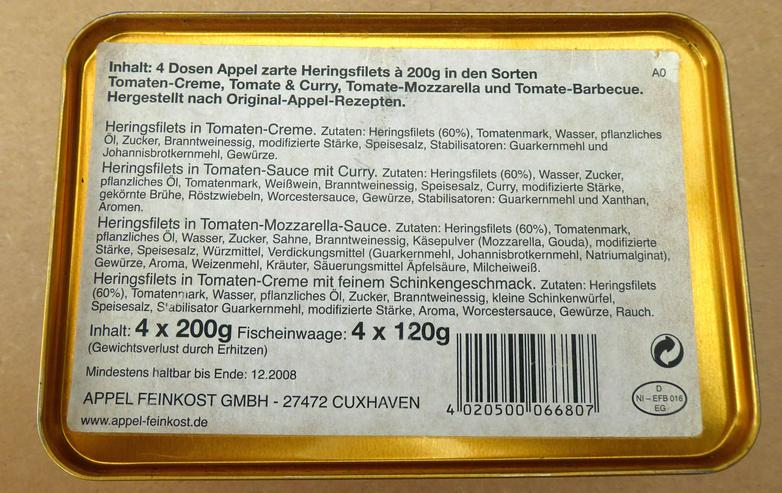 Inhalt: 4 Dosen Appel zarte Heringsfilets à 200g in den Sorten
A0
Tomaten-Creme, Tomate & Curry, Tomate-Mozzarella und Tomate-Barbecue.
Hergestellt nach Original-Appel-Rezepten.
Heringsfilets in Tomaten-Creme. Zutaten: Heringsfilets (60%), Tomatenmark, Wasser, pflanzliches
Öl, Zucker, Branntweinessig, modifizierte Stärke, Speisesalz, Stabilisatoren: Guarkernmehl und
Johannisbrotkernmehl, Gewürze.
Heringsfilets in Tomaten-Sauce mit Curry. Zutaten: Heringsfilets (60%), Wasser, Zucker,
pflanzliches Öl, Tomatenmark, Weißwein, Branntweinessig, Speisesalz, Curry, modifizierte Stärke,
gekörnte Brühe, Röstzwiebeln, Worcestersauce, Gewürze, Stabilisatoren: Guarkernmehl und Xanthan,
Aromen.
Heringsfilets in Tomaten-Mozzarella-Sauce. Zutaten: Heringsfilets (60%), Tomatenmark,
pflanzliches Öl, Wasser, Zucker, Sahne, Branntweinessig, Käsepulver (Mozzarella, Gouda), modifizierte
Stärke, Speisesalz, Würzmittel, Verdickungsmittel (Guarkernmehl, Johannisbrotkernmehl, Natriumalginat),
Gewürze, Aroma, Weizenmehl, Kräuter, Säuerungsmittel Äpfelsäure, Milcheiweiß.
Heringsfilets in Tomaten-Creme mit feinem Schinkengeschmack. Zutaten: Heringsfilets
(60%), Tomatenmark, Wasser, pflanzliches Öl, Zucker, Branntweinessig, kleine Schinkenwürfel,
Speisesalz, Stabilisator Guarkernmehl, modifizierte Stärke, Aroma, Worcestersauce, Gewürze, Rauch.
Inhalt: 4 x 200g Fischeinwaage: 4 x 120g
(Gewichtsverlust durch Erhitzen)
Mindestens haltbar bis Ende: 12.2008
APPEL FEINKOST GMBH - 27472 CUXHAVEN
www.appel-feinkost.de
4 020500 066807
D
NI – EFB 016
EG